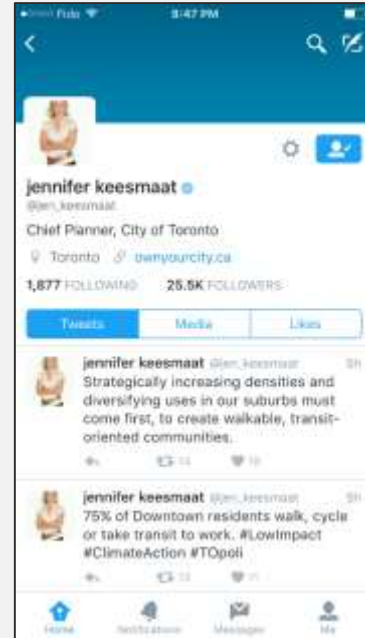 Fido 8:47 PM
jennifer keesmaat
@jen_keesmaat
Chief Planner, City of Toronto
Toronto ownyourcity.ca
1,877 FOLLOWING 25.5K FOLLOWERS
Tweets Media Likes
jennifer keesmaat @jen_keesmaat
Strategically increasing densities and
diversifying uses in our suburbs must
come first, to create walkable, transit-
oriented communities.
jennifer keesmaat @jen_keesmaat
75% of Downtown residents walk, cycle
or take transit to work. #LowImpact
#ClimateAction #TOpoli
Home Notifications Messages Me